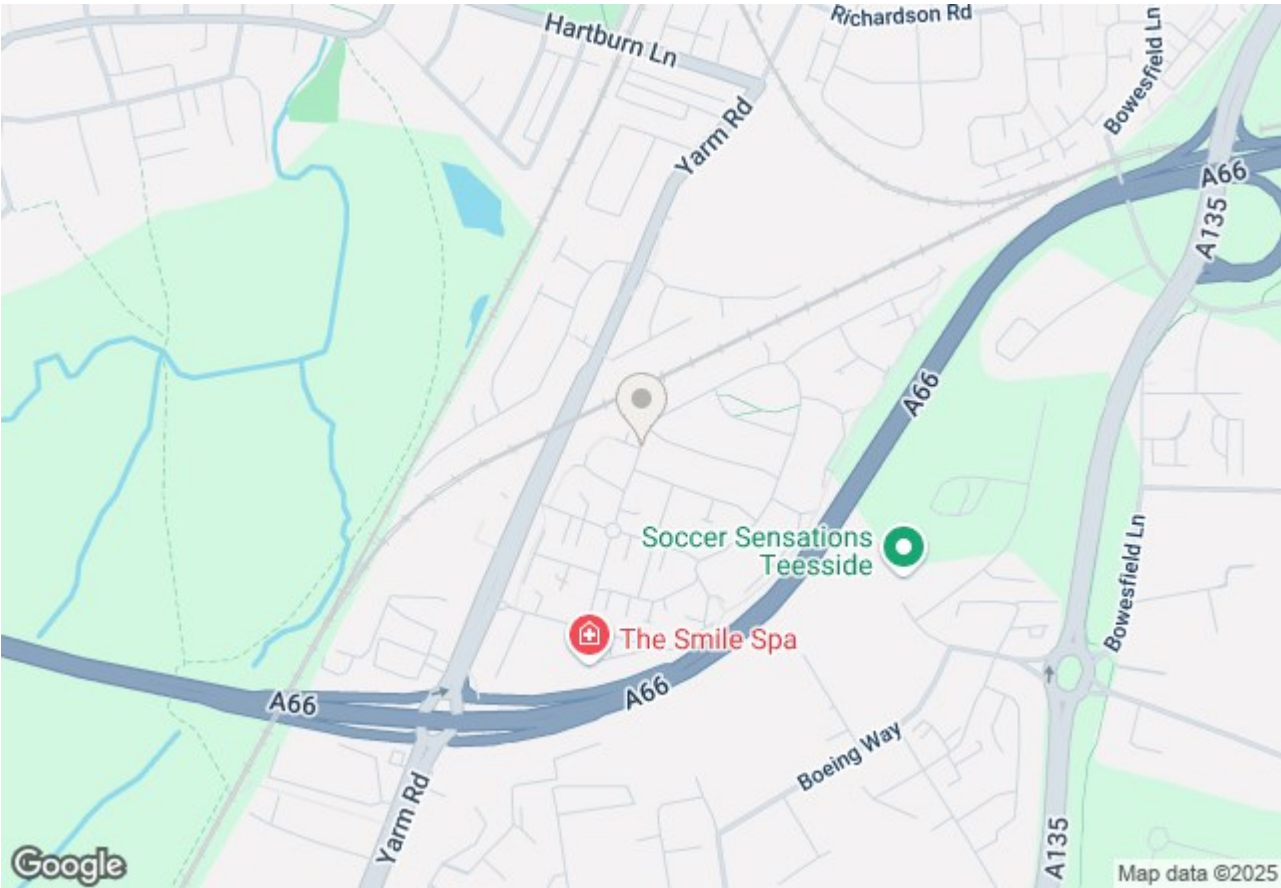 Hartburn Ln
Richardson Rd
Bowesfield Ln
Yarm Rd
A66
A135
A66
Soccer Sensations
Teesside
Bowesfield Ln
The Smile Spa
A66
A66
Boeing Way
Yarm Rd
A135
Google
Map data ©2025